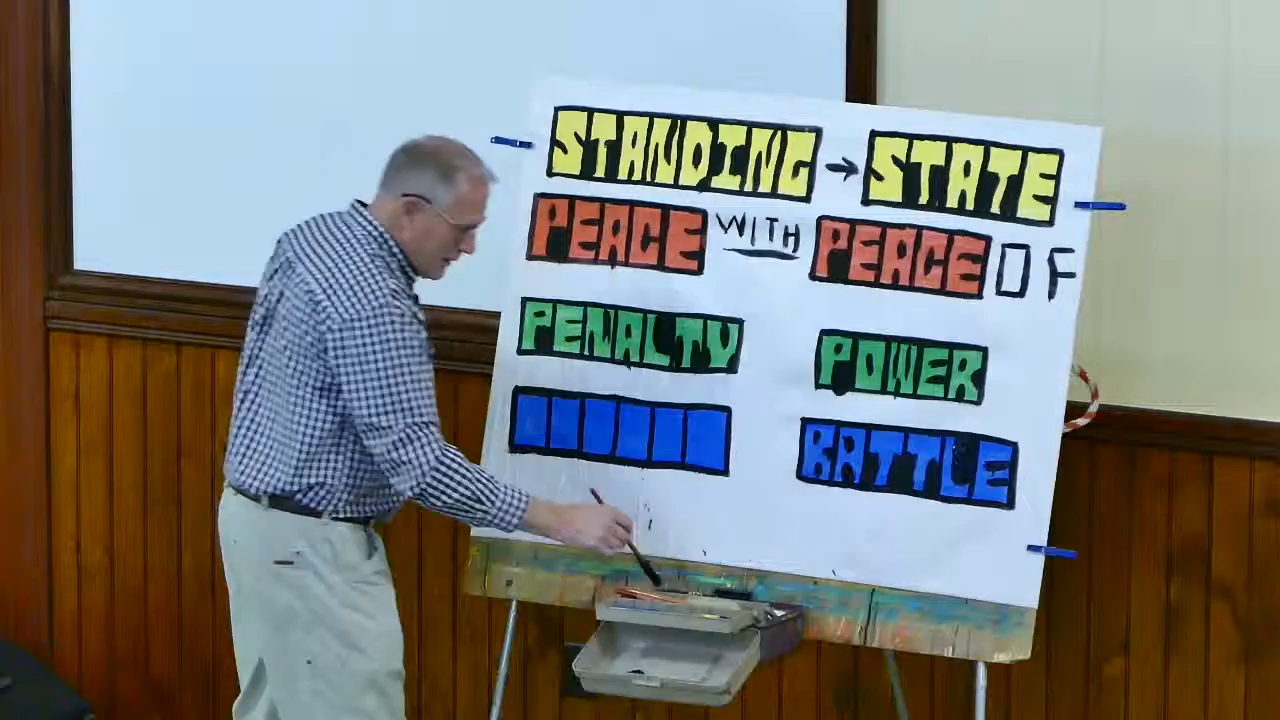 STANDING → STATE
PEACE WITH PEACE OF
PENALTY POWER
BATTLE